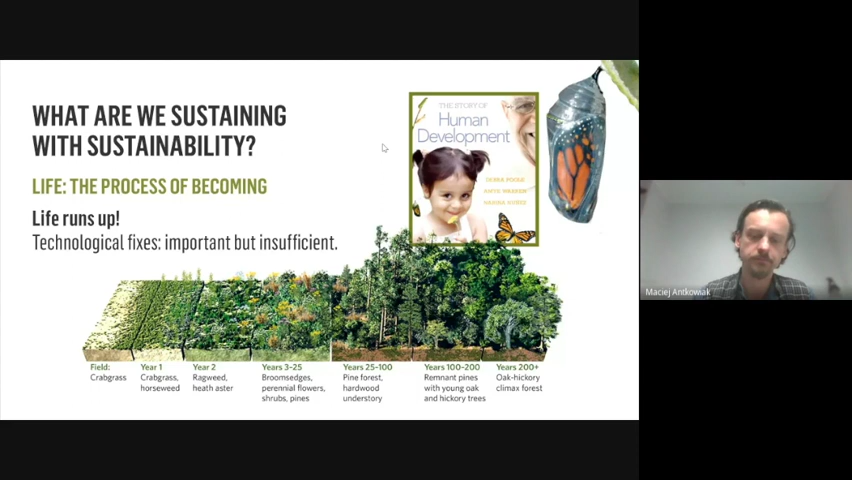 WHAT ARE WE SUSTAINING
WITH SUSTAINABILITY?
LIFE: THE PROCESS OF BECOMING
Life runs up!
Technological fixes: important but insufficient.
THE STORY OF
Human
Development
Field:
Crabgrass
Year 1
Crabgrass,
horseweed
Year 2
Ragweed,
heath aster
Years 3-25
Broomsedges,
perennial flowers,
shrubs, pines
Years 25-100
Pine forest,
hardwood
understory
Years 100-200
Remnant pines
with young oak
and hickory trees
Years 200+
Oak-hickory
climax forest
Maciej Antkowiak